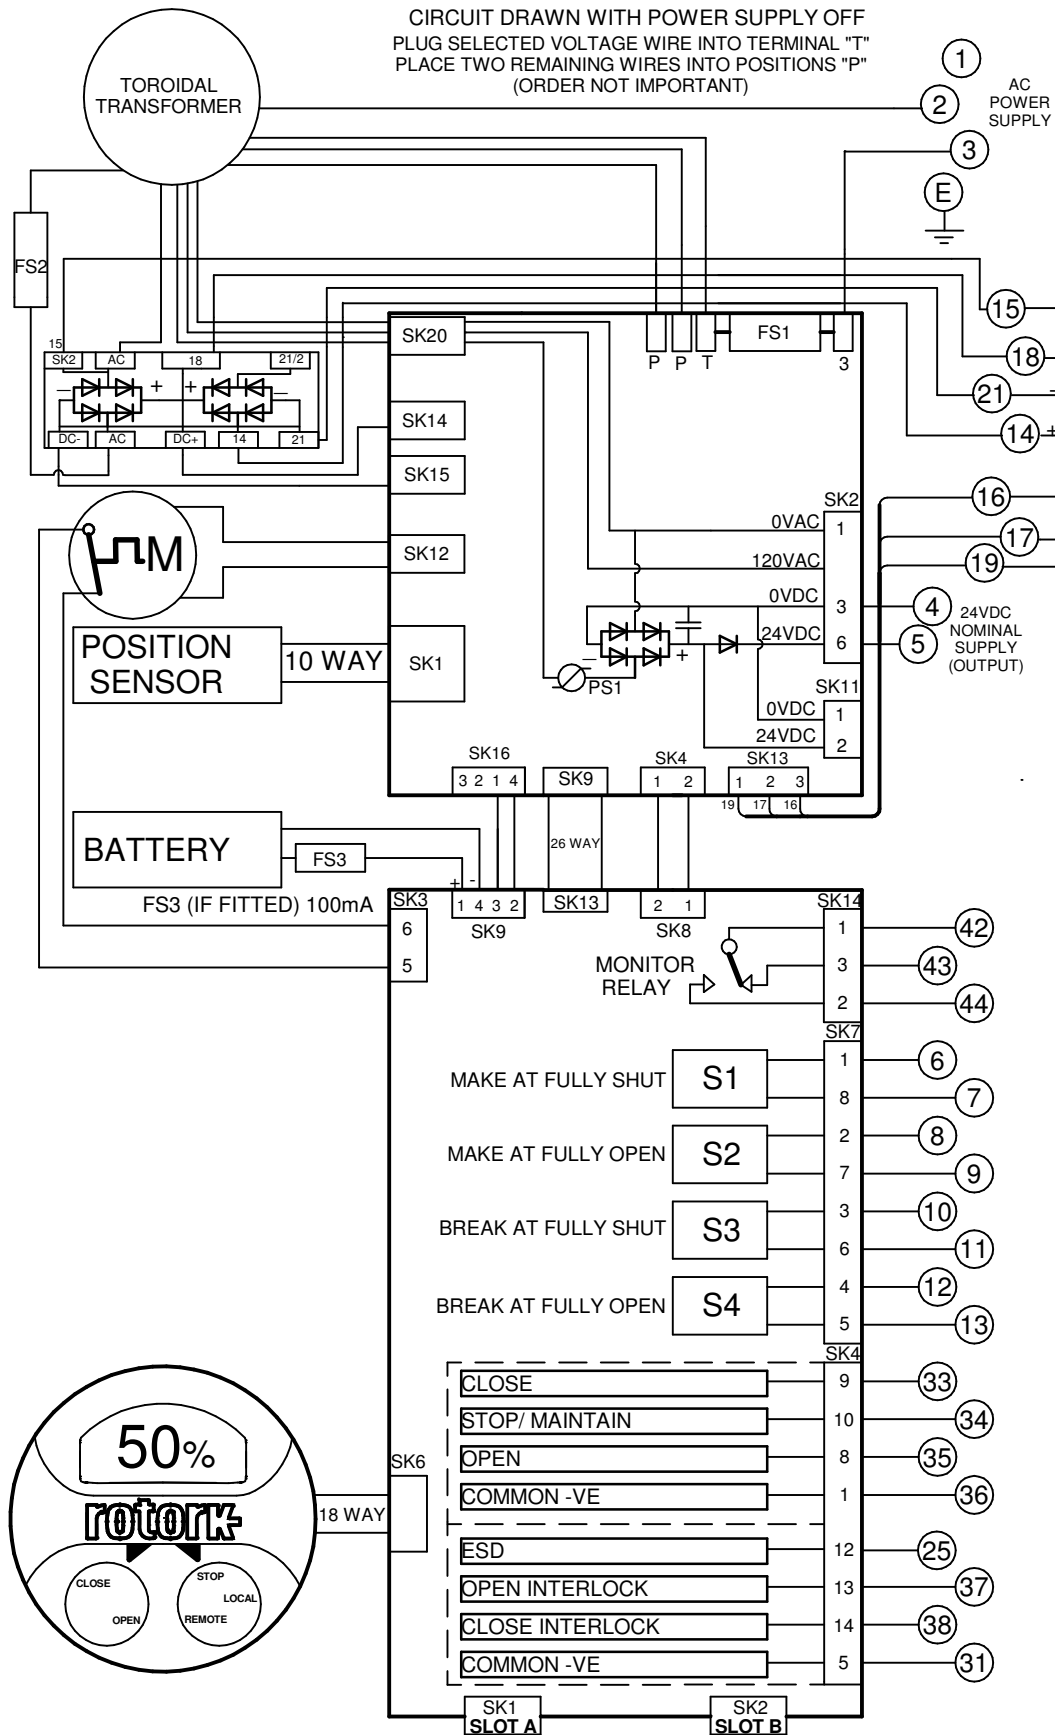 CIRCUIT DRAWN WITH POWER SUPPLY OFF
PLUG SELECTED VOLTAGE WIRE INTO TERMINAL "T"
PLACE TWO REMAINING WIRES INTO POSITIONS "P"
(ORDER NOT IMPORTANT)
TOROIDAL
TRANSFORMER
1
2
3
E
AC
POWER
SUPPLY
FS2
15
SK2
AC
18
21/2
− + + −
DC-
AC
DC+
14
21
SK20
SK14
SK15
SK12
SK1
P
P
T
FS1
3
15
18
21
-
14
+
16
17
19
M
POSITION
SENSOR
10 WAY
SK2
0VAC
1
120VAC
0VDC
3
24VDC
6
− +
PS1
4
5
24VDC
NOMINAL
SUPPLY
(OUTPUT)
SK11
0VDC
1
24VDC
2
SK16
3 2 1 4
SK9
SK4
1 2
SK13
1 2 3
19 17 16
BATTERY
FS3
FS3 (IF FITTED) 100mA
26 WAY
+ -
1 4 3 2
SK9
SK13
2 1
SK8
SK3
6
5
MONITOR
RELAY
SK14
1
42
3
43
2
44
SK7
MAKE AT FULLY SHUT
S1
1
6
8
7
MAKE AT FULLY OPEN
S2
2
8
7
9
BREAK AT FULLY SHUT
S3
3
10
6
11
BREAK AT FULLY OPEN
S4
4
12
5
13
SK4
CLOSE
9
33
STOP/ MAINTAIN
10
34
OPEN
8
35
COMMON -VE
1
36
ESD
12
25
OPEN INTERLOCK
13
37
CLOSE INTERLOCK
14
38
COMMON -VE
5
31
50%
rotork
CLOSE
OPEN
STOP
LOCAL
REMOTE
18 WAY
SK6
SK1
SLOT A
SK2
SLOT B